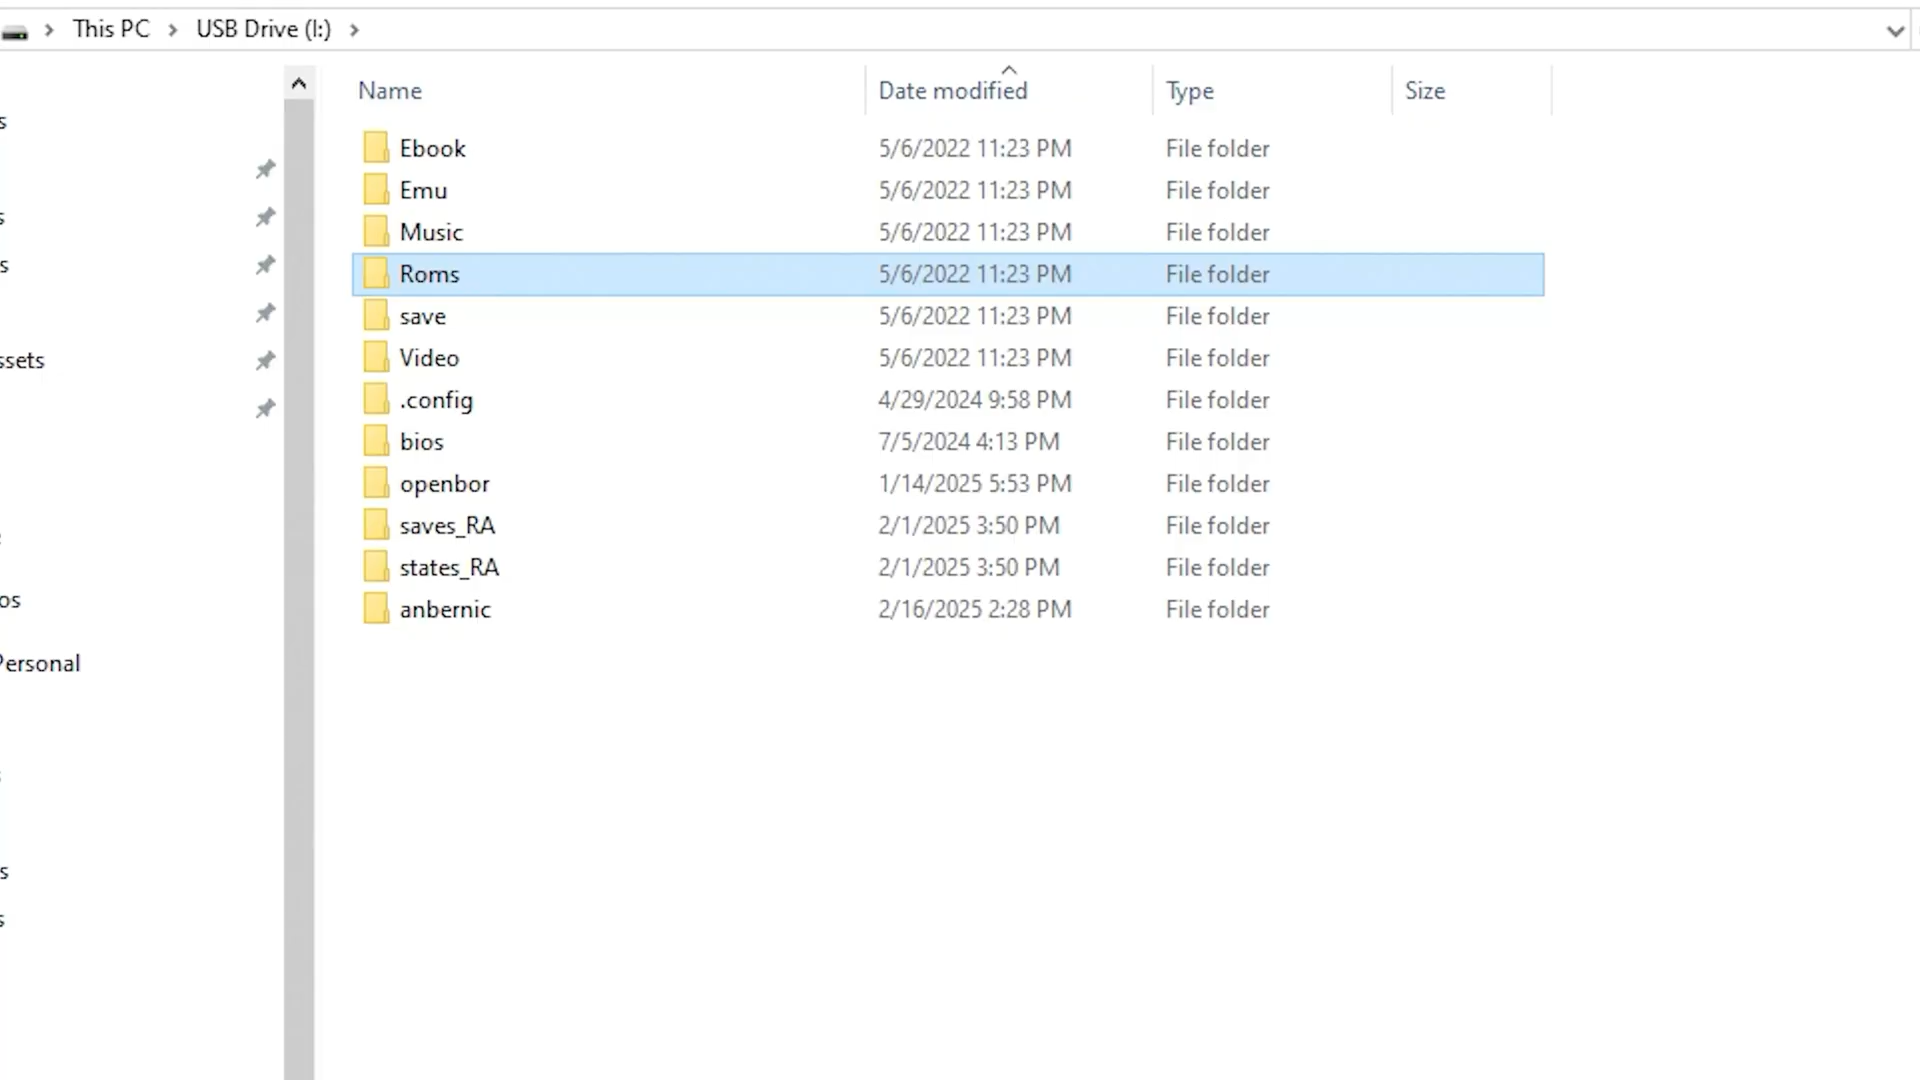 This PC > USB Drive (I:) >
Name Date modified Type Size
Ebook 5/6/2022 11:23 PM File folder
Emu 5/6/2022 11:23 PM File folder
Music 5/6/2022 11:23 PM File folder
Roms 5/6/2022 11:23 PM File folder
save 5/6/2022 11:23 PM File folder
Video 5/6/2022 11:23 PM File folder
.config 4/29/2024 9:58 PM File folder
bios 7/5/2024 4:13 PM File folder
openbor 1/14/2025 5:53 PM File folder
saves_RA 2/1/2025 3:50 PM File folder
states_RA 2/1/2025 3:50 PM File folder
anbernic 2/16/2025 2:28 PM File folder
s
s
s
ssets
os
Personal
s
s